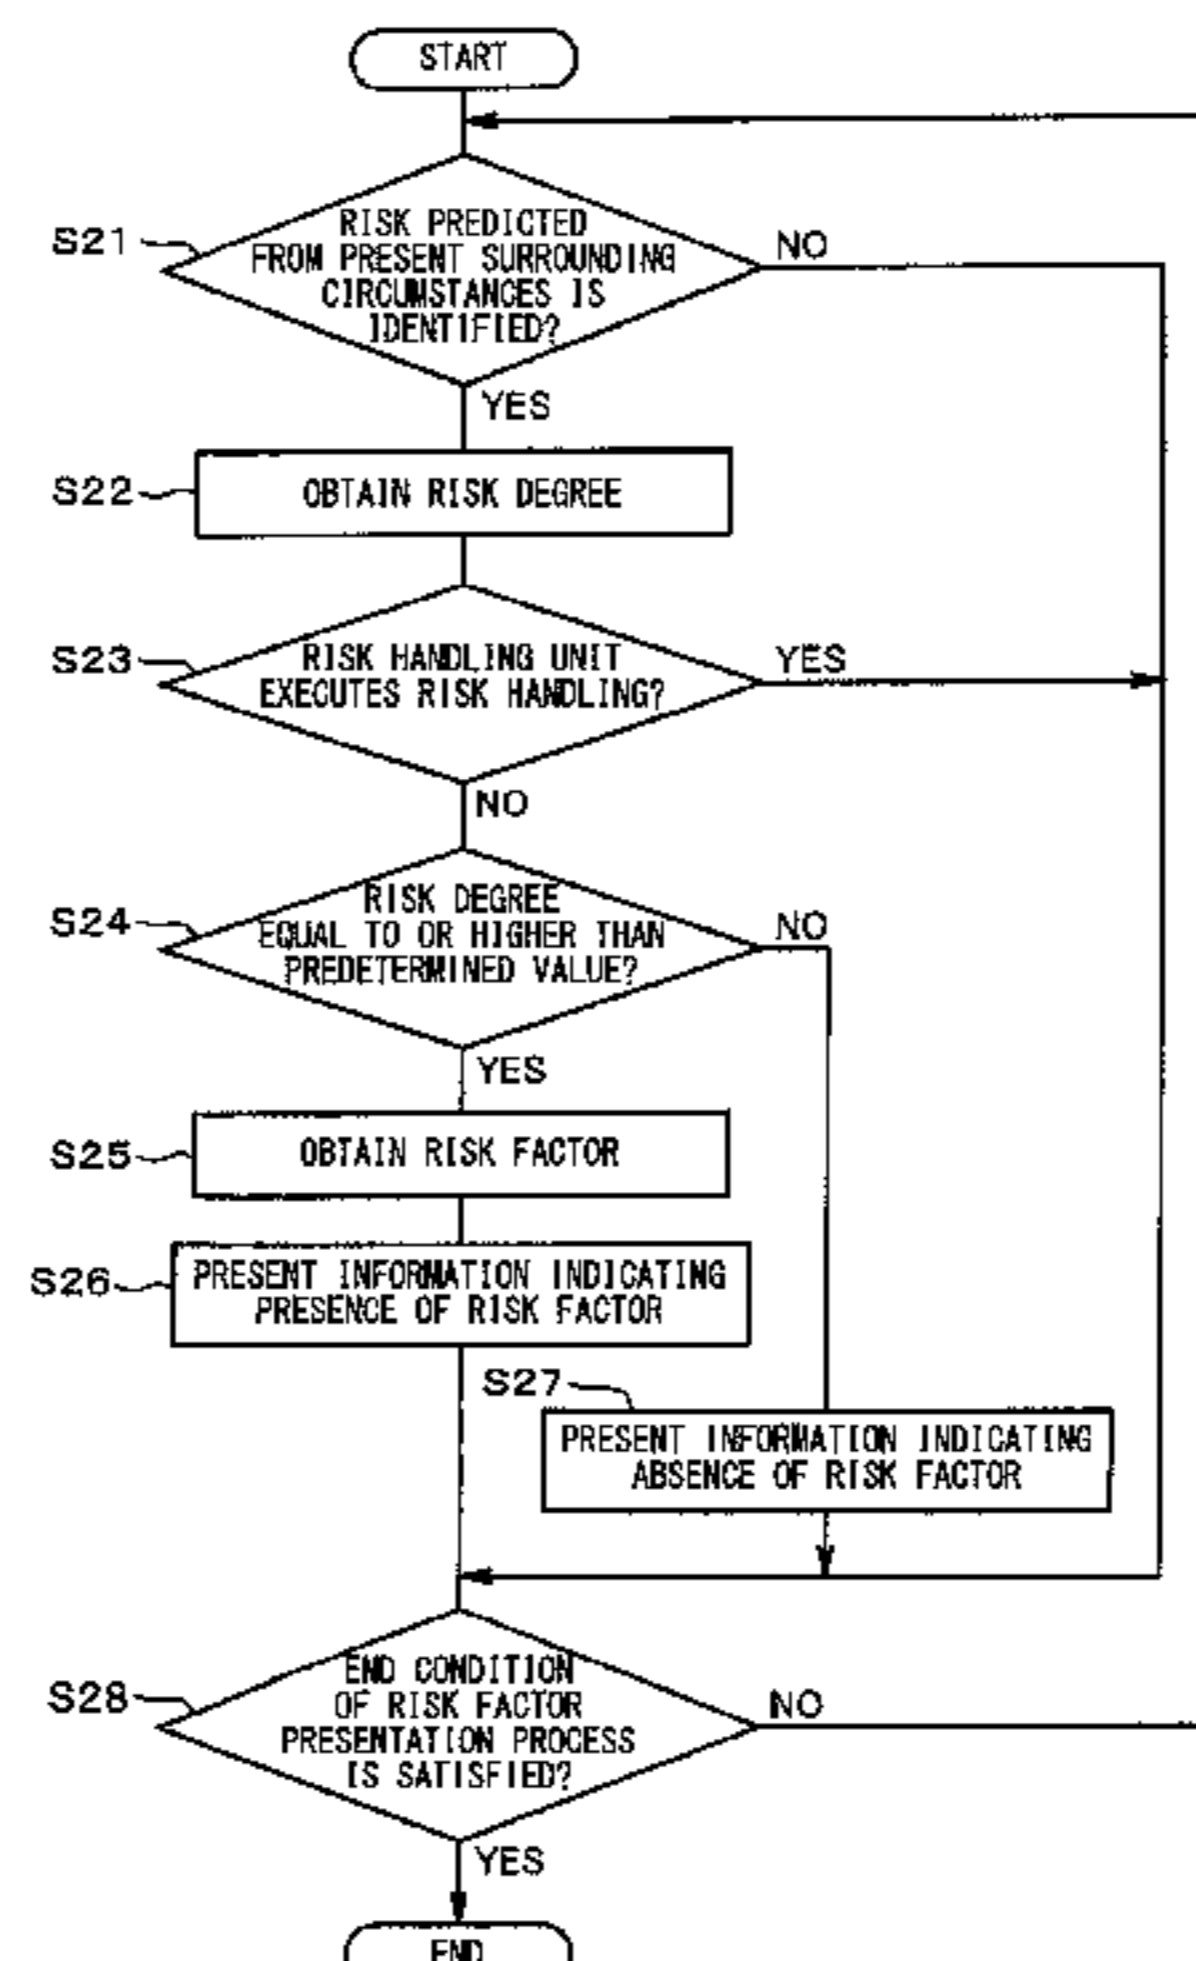 START
S21
RISK PREDICTED
FROM PRESENT SURROUNDING
CIRCUMSTANCES IS
IDENTIFIED?
NO
YES
S22
OBTAIN RISK DEGREE
S23
RISK HANDLING UNIT
EXECUTES RISK HANDLING?
YES
NO
S24
RISK DEGREE
EQUAL TO OR HIGHER THAN
PREDETERMINED VALUE?
NO
YES
S25
OBTAIN RISK FACTOR
S26
PRESENT INFORMATION INDICATING
PRESENCE OF RISK FACTOR
S27
PRESENT INFORMATION INDICATING
ABSENCE OF RISK FACTOR
S28
END CONDITION
OF RISK FACTOR
PRESENTATION PROCESS
IS SATISFIED?
NO
YES
END